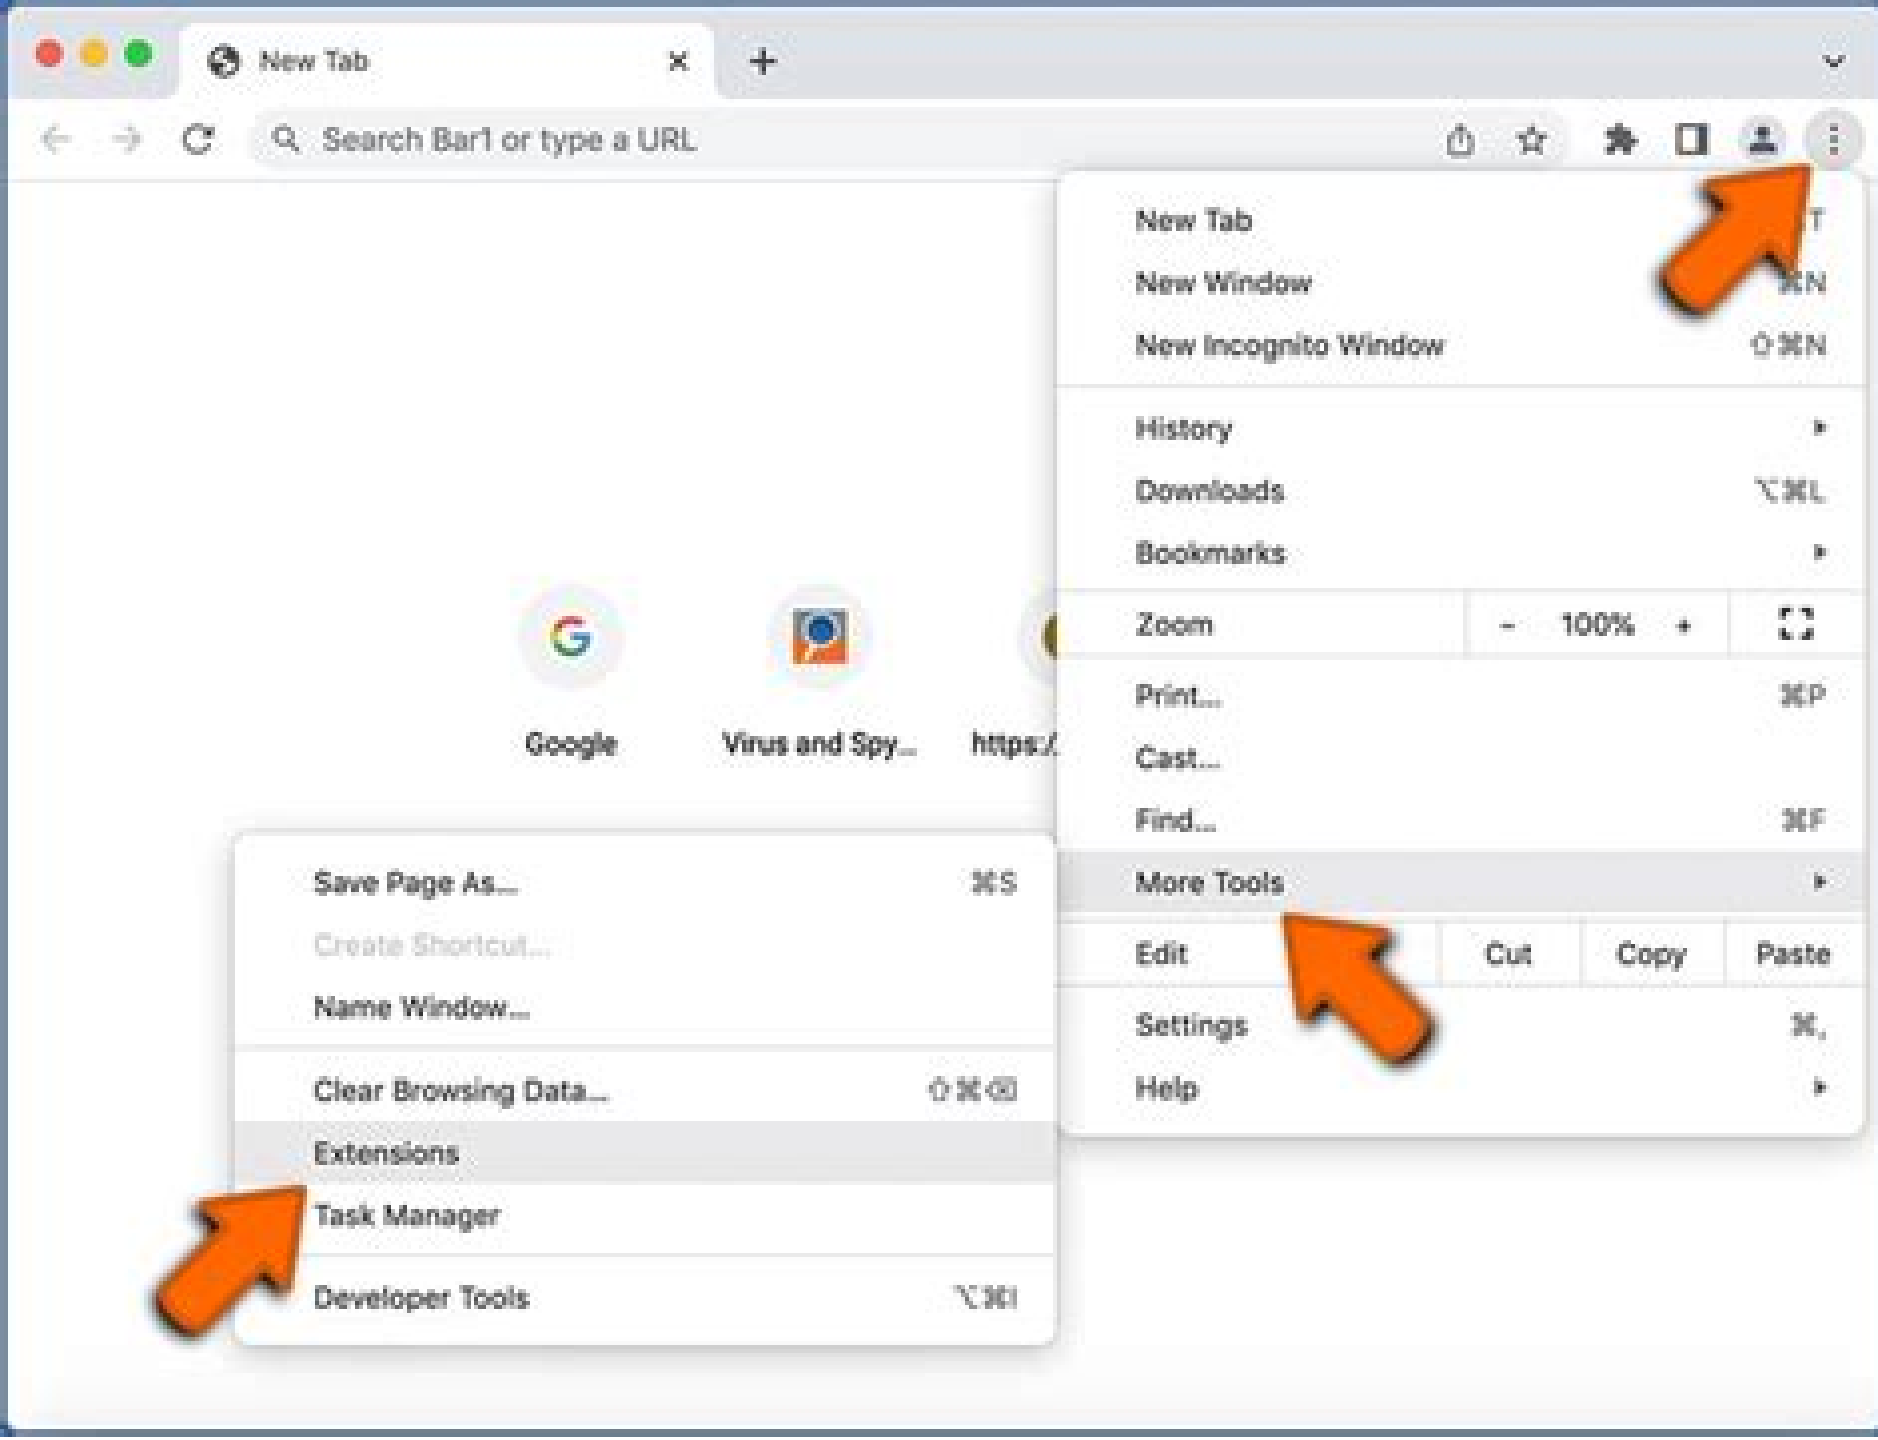 New Tab
Search Bar1 or type a URL
New Tab T
New Window ⌘N
New Incognito Window ⇧⌘N
History
Downloads ⌥⌘L
Bookmarks
Zoom - 100% +
Google
Virus and Spy...
https:/
Print... ⌘P
Cast...
Find... ⌘F
More Tools
Edit Cut Copy Paste
Settings ⌘,
Help
Save Page As... ⌘S
Create Shortcut...
Name Window...
Clear Browsing Data... ⇧⌘⌫
Extensions
Task Manager
Developer Tools ⌥⌘I